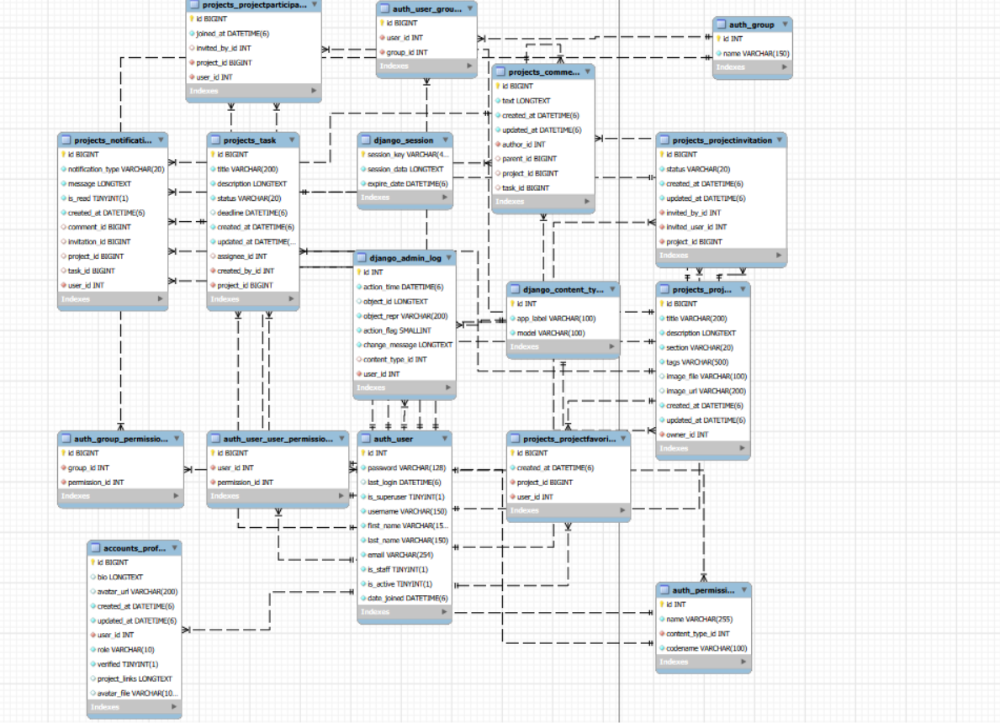 projects_projectparticipa...
id BIGINT
joined_at DATETIME(6)
invited_by_id INT
project_id BIGINT
user_id INT
Indexes
auth_user_grou...
id BIGINT
user_id INT
group_id INT
Indexes
auth_group
id INT
name VARCHAR(150)
Indexes
projects_comme...
id BIGINT
text LONGTEXT
created_at DATETIME(6)
updated_at DATETIME(6)
author_id INT
parent_id BIGINT
project_id BIGINT
task_id BIGINT
Indexes
projects_notificati...
id BIGINT
notification_type VARCHAR(20)
message LONGTEXT
is_read TINYINT(1)
created_at DATETIME(6)
comment_id BIGINT
invitation_id BIGINT
project_id BIGINT
task_id BIGINT
user_id INT
Indexes
projects_task
id BIGINT
title VARCHAR(200)
description LONGTEXT
status VARCHAR(20)
deadline DATETIME(6)
created_at DATETIME(6)
updated_at DATETIME(...
assignee_id INT
created_by_id INT
project_id BIGINT
Indexes
django_session
session_key VARCHAR(4...
session_data LONGTEXT
expire_date DATETIME(6)
Indexes
projects_projectinvitation
id BIGINT
status VARCHAR(20)
created_at DATETIME(6)
updated_at DATETIME(6)
invited_by_id INT
invited_user_id INT
project_id BIGINT
Indexes
django_admin_log
id INT
action_time DATETIME(6)
object_id LONGTEXT
object_repr VARCHAR(200)
action_flag SMALLINT
change_message LONGTEXT
content_type_id INT
user_id INT
Indexes
django_content_ty...
id INT
app_label VARCHAR(100)
model VARCHAR(100)
Indexes
projects_proj...
id BIGINT
title VARCHAR(200)
description LONGTEXT
section VARCHAR(20)
tags VARCHAR(500)
image_file VARCHAR(100)
image_url VARCHAR(200)
created_at DATETIME(6)
updated_at DATETIME(6)
owner_id INT
Indexes
auth_group_permissio...
id BIGINT
group_id INT
permission_id INT
Indexes
auth_user_user_permissio...
id BIGINT
user_id INT
permission_id INT
Indexes
auth_user
id INT
password VARCHAR(128)
last_login DATETIME(6)
is_superuser TINYINT(1)
username VARCHAR(150)
first_name VARCHAR(15...
last_name VARCHAR(150)
email VARCHAR(254)
is_staff TINYINT(1)
is_active TINYINT(1)
date_joined DATETIME(6)
Indexes
projects_projectfavori...
id BIGINT
created_at DATETIME(6)
project_id BIGINT
user_id INT
Indexes
accounts_prof...
id BIGINT
bio LONGTEXT
avatar_url VARCHAR(200)
created_at DATETIME(6)
updated_at DATETIME(6)
user_id INT
role VARCHAR(10)
verified TINYINT(1)
project_links LONGTEXT
avatar_file VARCHAR(10...
Indexes
auth_permissi...
id INT
name VARCHAR(255)
content_type_id INT
codename VARCHAR(100)
Indexes